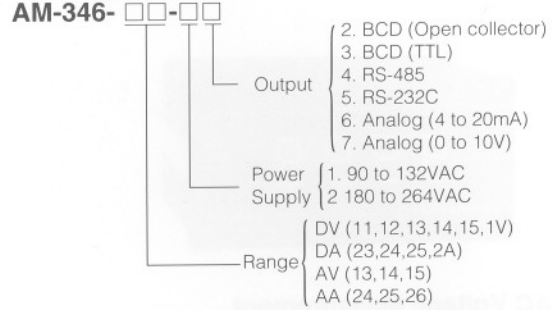 AM-346- □□-□□
Output
2. BCD (Open collector)
3. BCD (TTL)
4. RS-485
5. RS-232C
6. Analog (4 to 20mA)
7. Analog (0 to 10V)
Power Supply
1. 90 to 132VAC
2 180 to 264VAC
Range
DV (11,12,13,14,15,1V)
DA (23,24,25,2A)
AV (13,14,15)
AA (24,25,26)